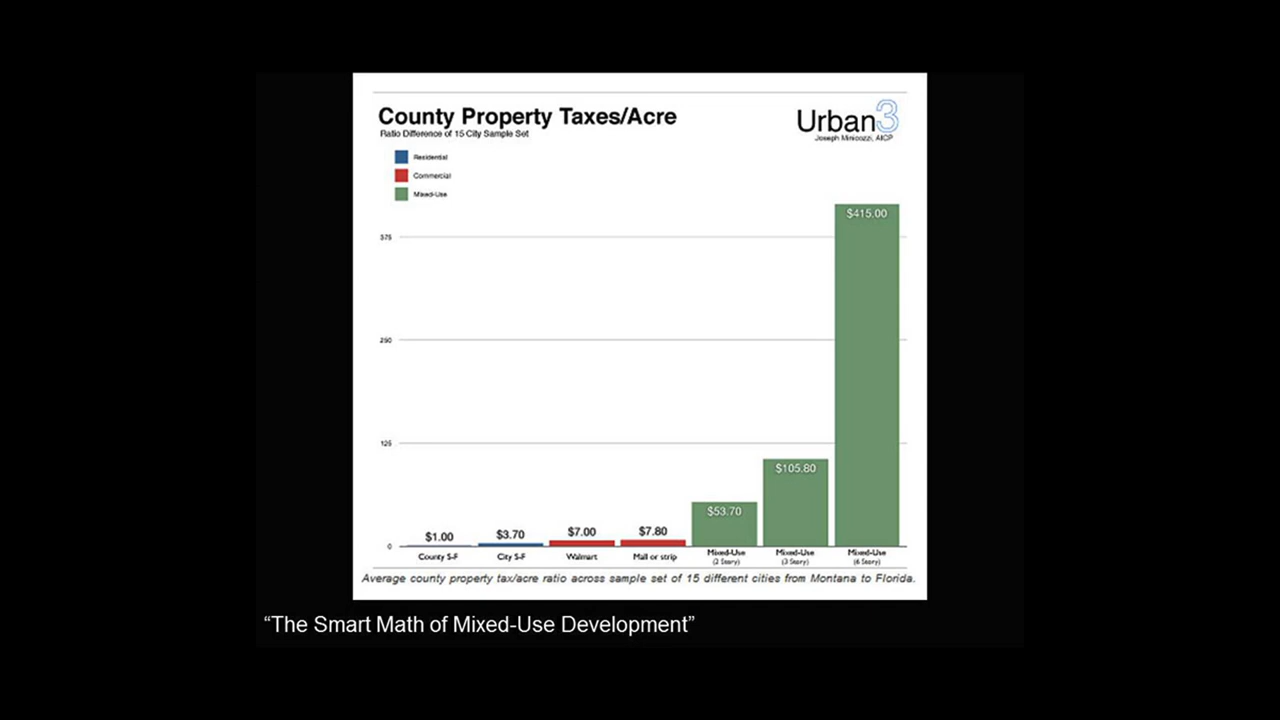 County Property Taxes/Acre
Ratio Difference of 15 City Sample Set
Urban3
Joseph Minicozzi, AICP
Residential
Commercial
Mixed-Use
375
250
125
0
$1.00
$3.70
$7.00
$7.80
$53.70
$105.80
$415.00
County S-F
City S-F
Walmart
Mall or strip
Mixed-Use
(2 Story)
Mixed-Use
(3 Story)
Mixed-Use
(6 Story)
Average county property tax/acre ratio across sample set of 15 different cities from Montana to Florida.
“The Smart Math of Mixed-Use Development”